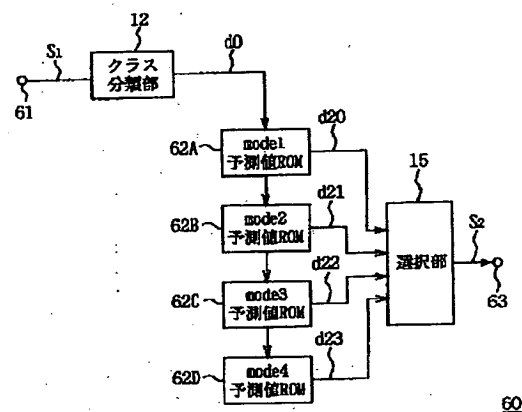 12
S1
クラス
分類部
d0
61
62A
mode1
予測値ROM
d20
15
62B
mode2
予測値ROM
d21
選択部
S2
63
62C
mode3
予測値ROM
d22
62D
mode4
予測値ROM
d23
60